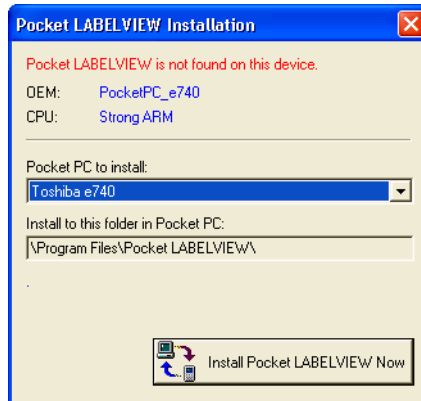 Pocket LABELVIEW Installation
Pocket LABELVIEW is not found on this device.
OEM: PocketPC_e740
CPU: Strong ARM
Pocket PC to install:
Toshiba e740
Install to this folder in Pocket PC:
\Program Files\Pocket LABELVIEW\
.
Install Pocket LABELVIEW Now